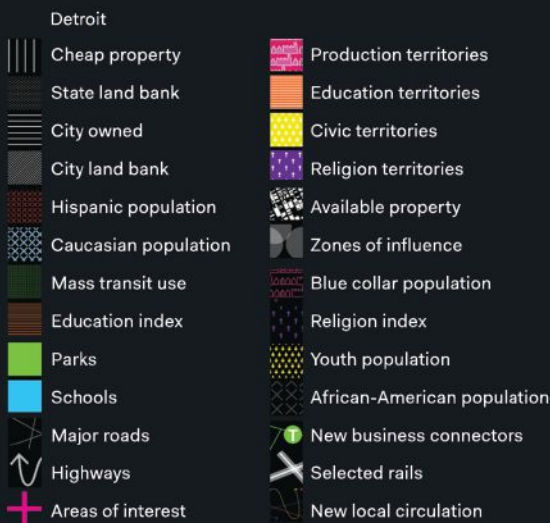 Detroit
Cheap property
State land bank
City owned
City land bank
Hispanic population
Caucasian population
Mass transit use
Education index
Parks
Schools
Major roads
Highways
Areas of interest
Production territories
Education territories
Civic territories
Religion territories
Available property
Zones of influence
Blue collar population
Religion index
Youth population
African-American population
T New business connectors
Selected rails
New local circulation